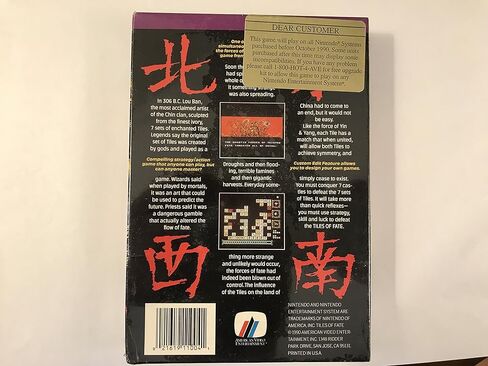 DEAR CUSTOMER
This game will play on all Nintendo Systems
purchased before October 1990. Some units
purchased after this time may display some
incompatibilities. If you have any problem
please call 1-800-HOT-4-AVE for free upgrade
kit to allow this game to play on any
Nintendo Entertainment System®.
北
One o
simultaneou
the forces of
game from
Soon th
had sp
whole
It something strang
was also spreading.
In 306 B.C. Lou Ban,
the most acclaimed artist
of the Chin clan, sculpted
from the finest ivory,
7 sets of enchanted Tiles.
Legends say the original
set of Tiles was created
by gods and played as a
Compelling strategy/action
game that anyone can play, but
can anyone master?
game. Wizards said
when played by mortals,
it was an art that could
be used to predict the
future. Priests said it was
a dangerous gamble
that actually altered the
flow of fate.
西
Droughts and then flood-
ing, terrible famines
and then gigantic
harvests. Everyday some-
thing more strange
and unlikely would occur,
the forces of fate had
indeed been blown out of
control. The influence
of the Tiles on the land of
China had to come to
an end, but it would not
be easy.
Like the force of Yin
& Yang, each Tile has a
match that when united,
will allow both Tiles to
achieve symmetry, and
Custom Edit Feature allows
you to design your own games.
simply cease to exist.
You must conquer 7 cas-
tles to defeat the 7 sets
of Tiles. It will take more
than quick reflexes—
you must use strategy,
skill and luck to defeat
the TILES OF FATE.
南
AMERICAN VIDEO
ENTERTAINMENT
NINTENDO AND NINTENDO
ENTERTAINMENT SYSTEM ARE
TRADEMARKS OF NINTENDO OF
AMERICA, INC. TILES OF FATE
© 1990 AMERICAN VIDEO ENTER-
TAINMENT, INC. 1348 RIDDER
PARK DRIVE, SAN JOSE, CA 95131.
PRINTED IN U.S.A.